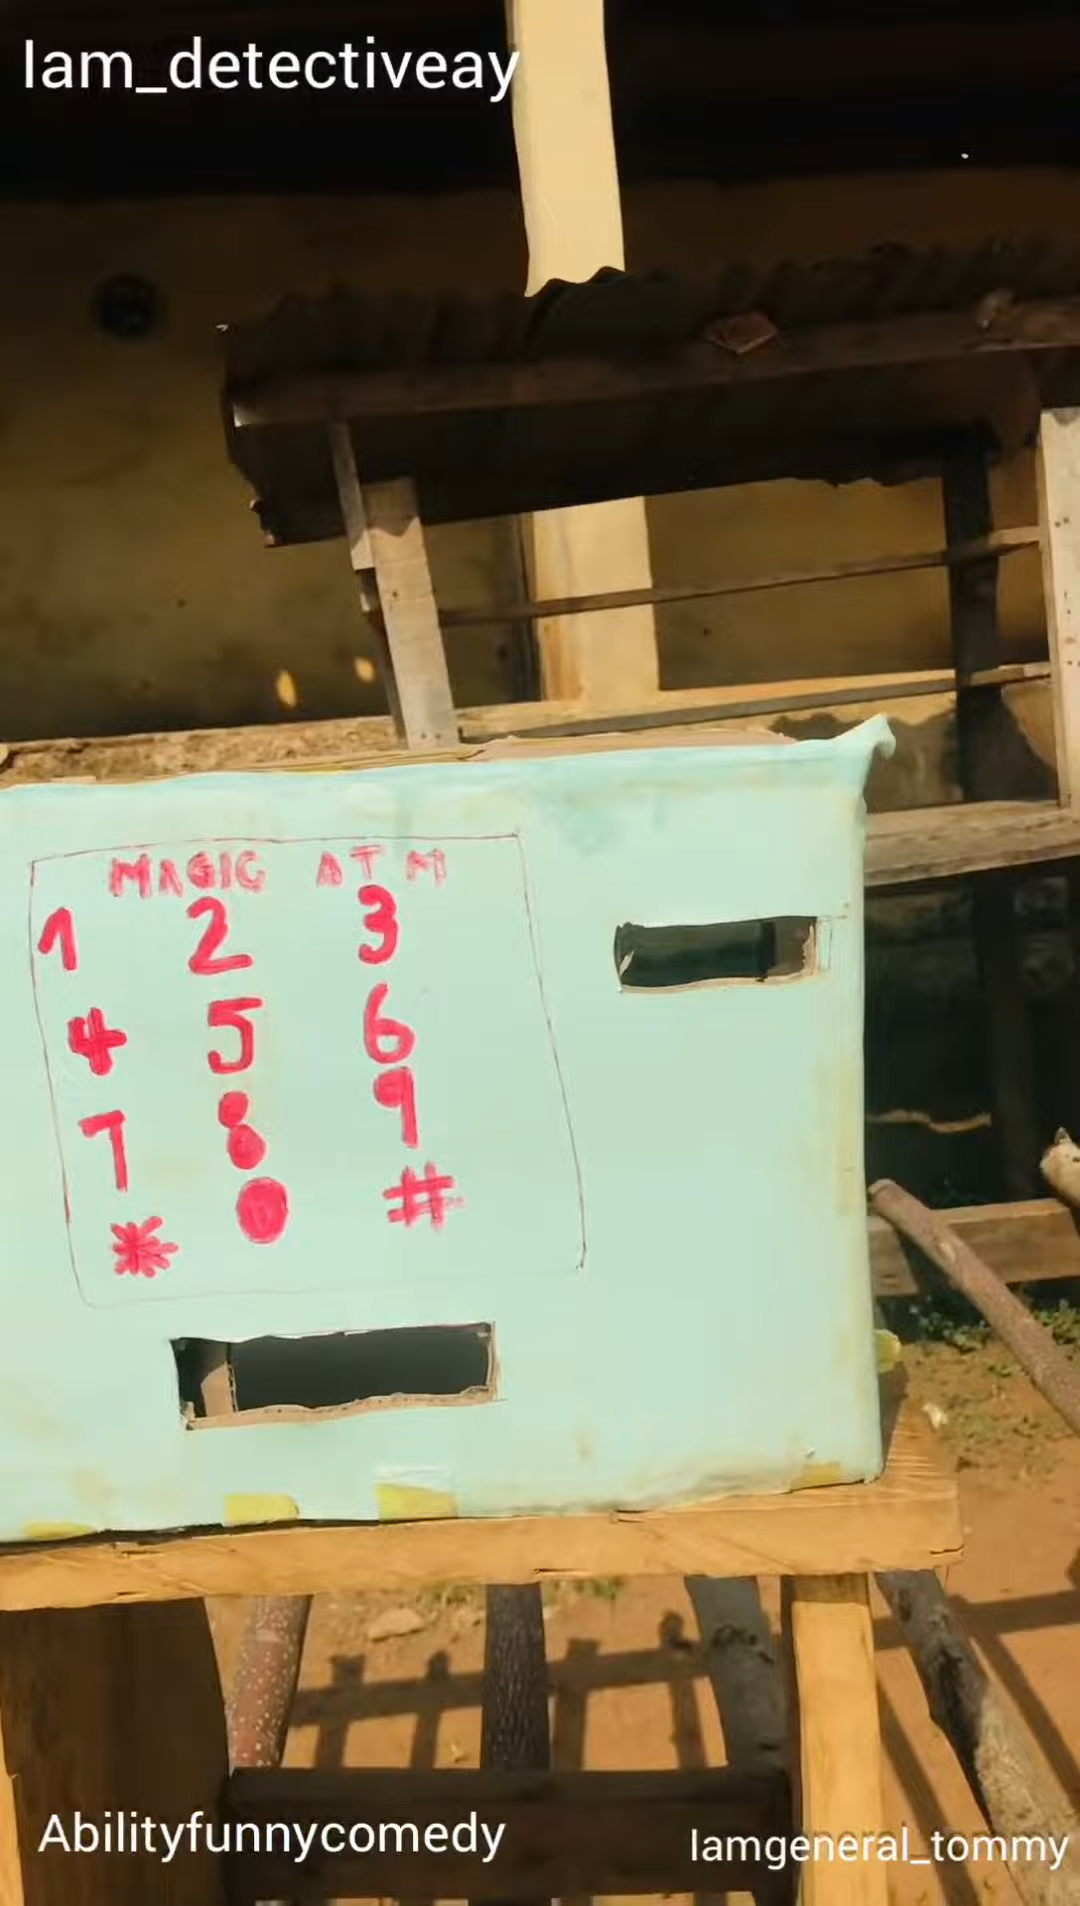 Iam_detectiveay
MAGIC ATM
1 2 3
4 5 6
7 8 9
* 0 #
Abilityfunnycomedy
Iamgeneral_tommy